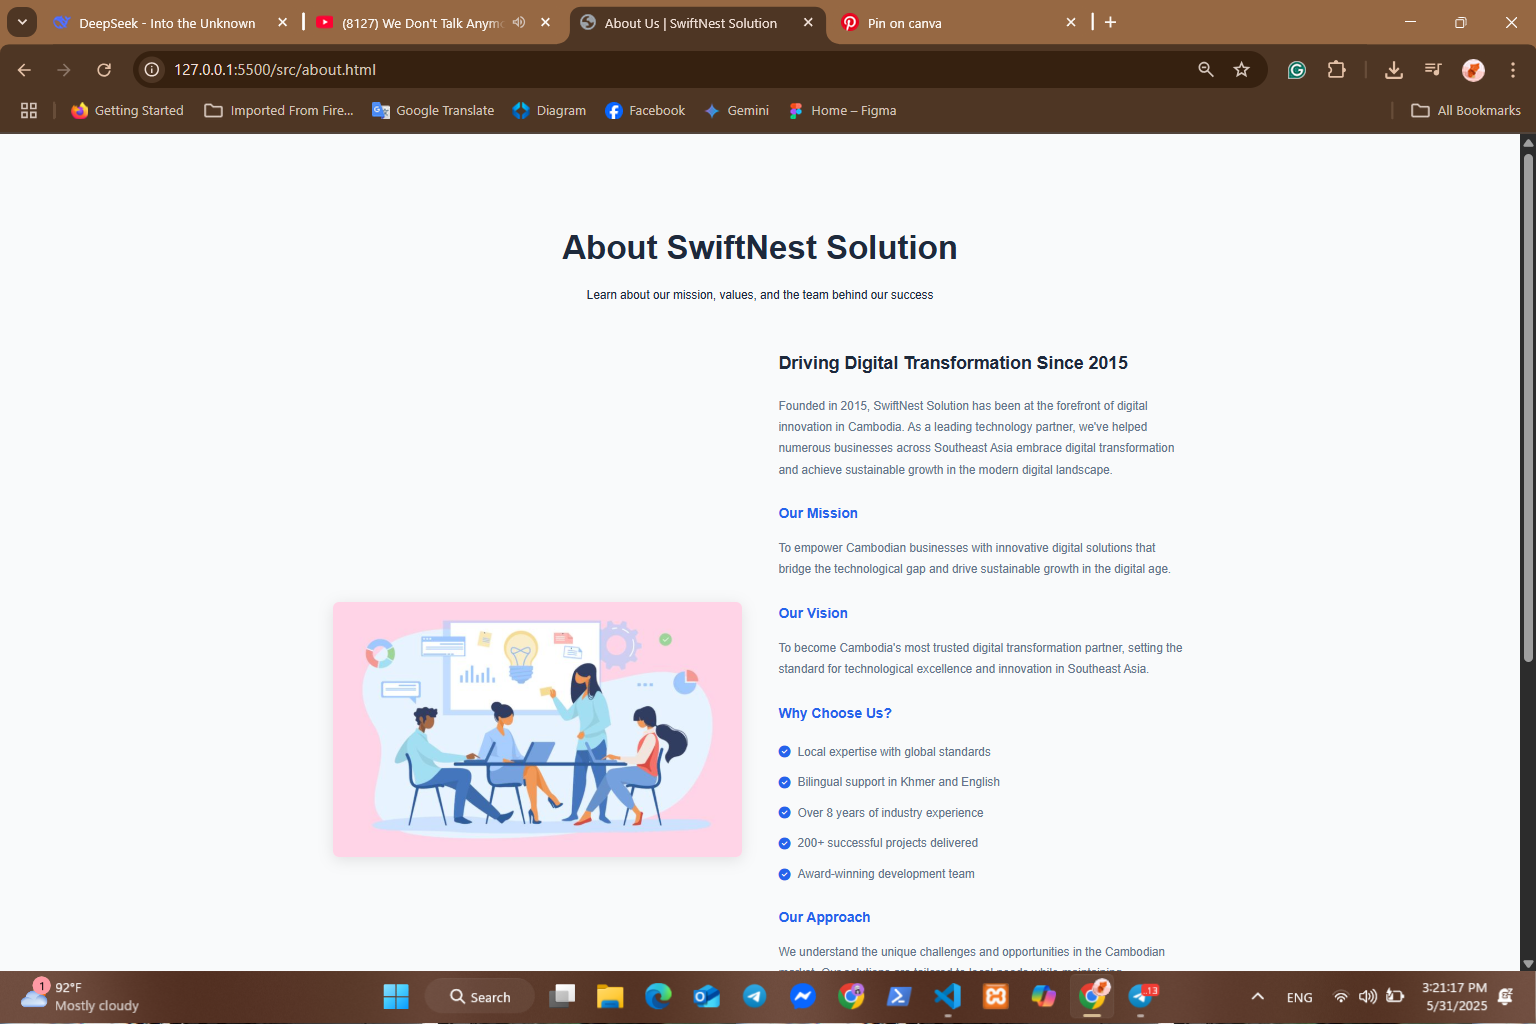 DeepSeek - Into the Unknown
(8127) We Don't Talk Anym
About Us | SwiftNest Solution
Pin on canva
127.0.0.1:5500/src/about.html
Getting Started
Imported From Fire...
Google Translate
Diagram
Facebook
Gemini
Home – Figma
All Bookmarks
About SwiftNest Solution
Learn about our mission, values, and the team behind our success
Driving Digital Transformation Since 2015
Founded in 2015, SwiftNest Solution has been at the forefront of digital
innovation in Cambodia. As a leading technology partner, we've helped
numerous businesses across Southeast Asia embrace digital transformation
and achieve sustainable growth in the modern digital landscape.
Our Mission
To empower Cambodian businesses with innovative digital solutions that
bridge the technological gap and drive sustainable growth in the digital age.
Our Vision
To become Cambodia's most trusted digital transformation partner, setting the
standard for technological excellence and innovation in Southeast Asia.
Why Choose Us?
Local expertise with global standards
Bilingual support in Khmer and English
Over 8 years of industry experience
200+ successful projects delivered
Award-winning development team
Our Approach
We understand the unique challenges and opportunities in the Cambodian
market. Our solutions are tailored to local needs while maintaining
1
92°F
Mostly cloudy
Search
13
ENG
3:21:17 PM
5/31/2025